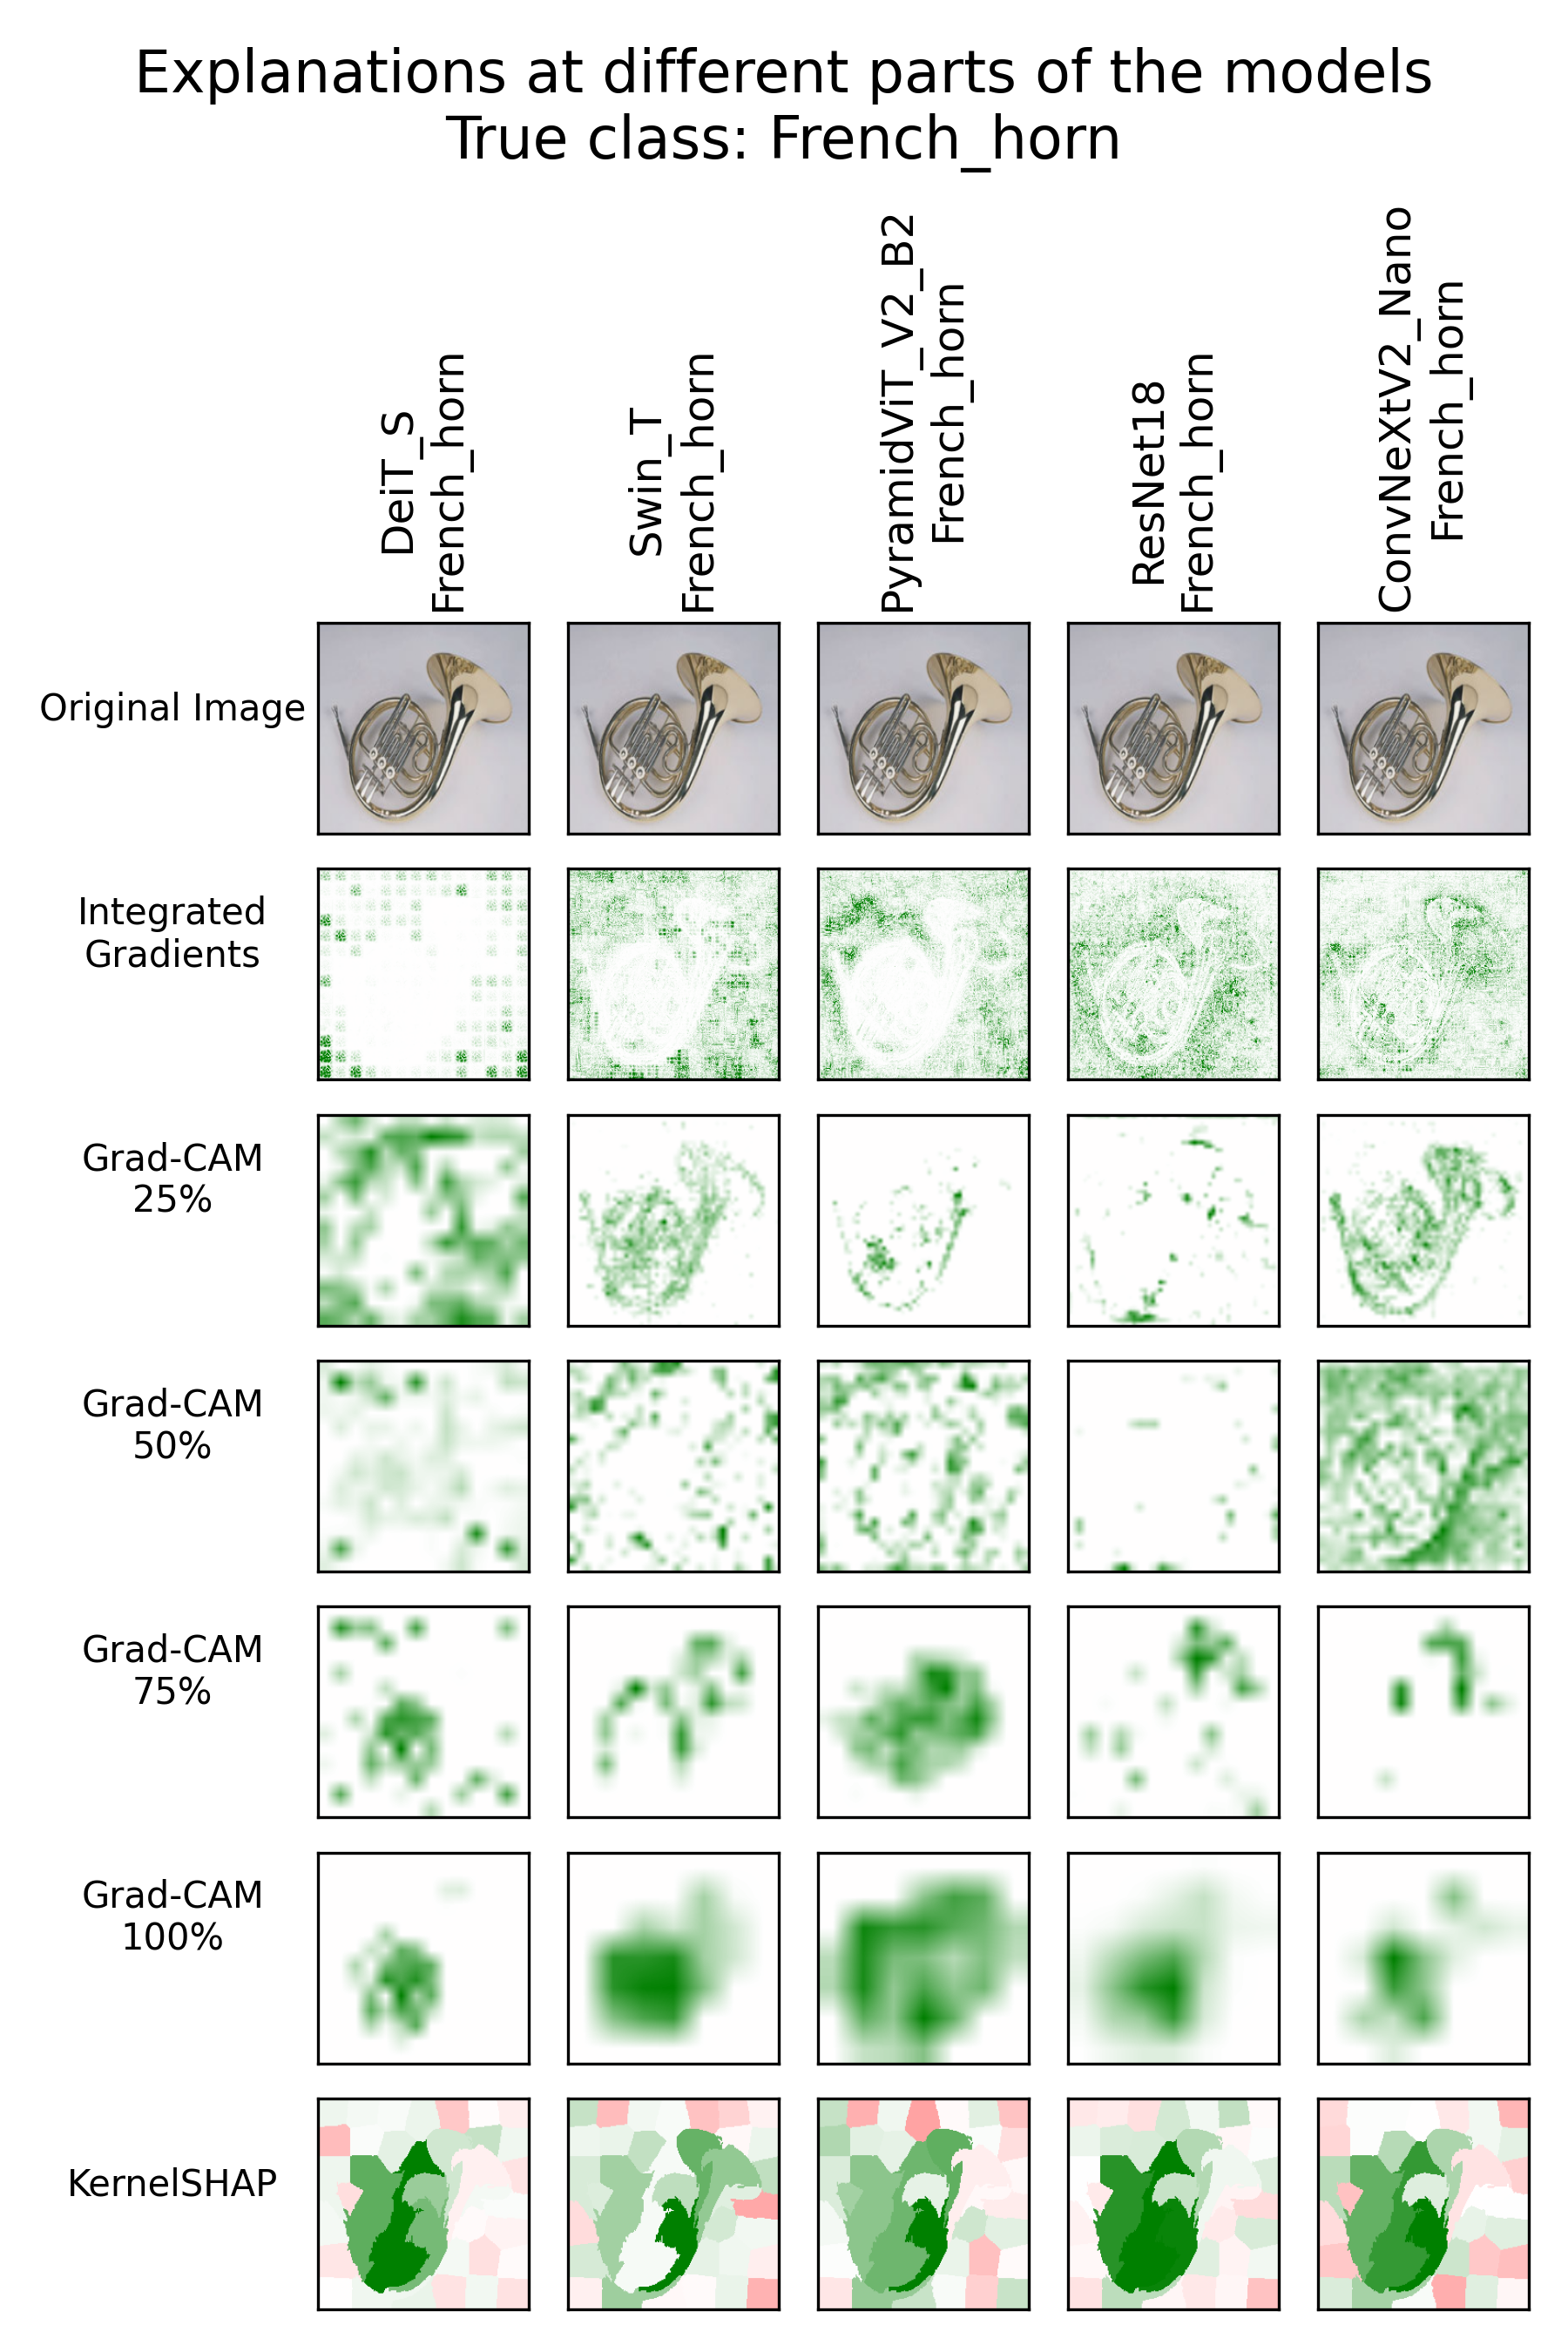 Explanations at different parts of the models
True class: French_horn
DeiT_S
French_horn
Swin_T
French_horn
PyramidViT_V2_B2
French_horn
ResNet18
French_horn
ConvNeXtV2_Nano
French_horn
Original Image
Integrated
Gradients
Grad-CAM
25%
Grad-CAM
50%
Grad-CAM
75%
Grad-CAM
100%
KernelSHAP